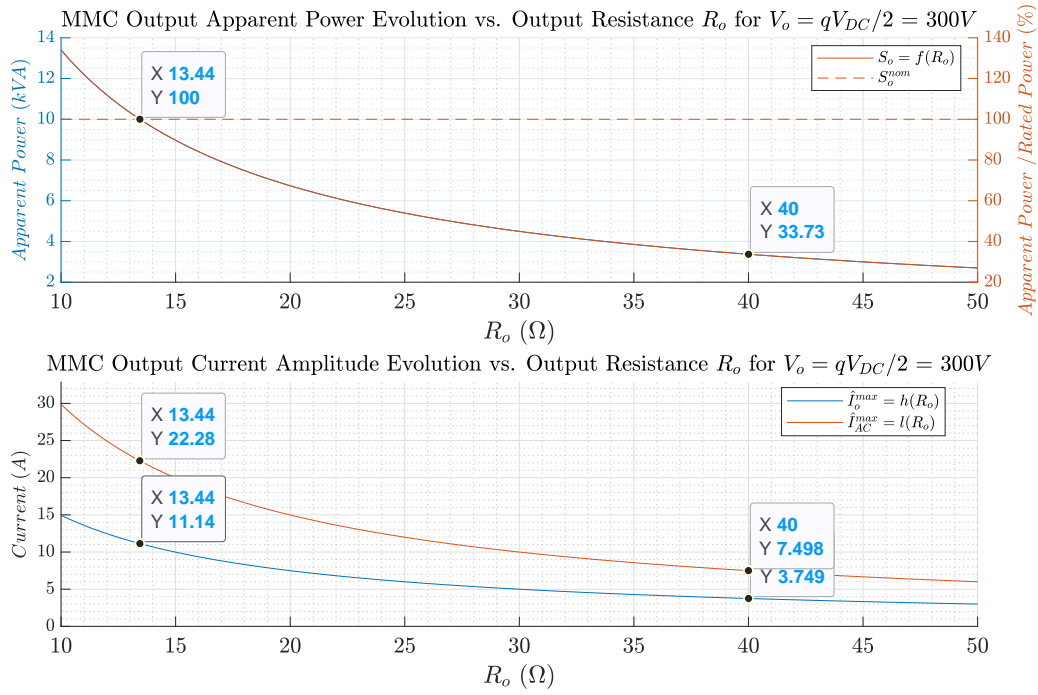 MMC Output Apparent Power Evolution vs. Output Resistance R_o for V_o = qV_DC/2 = 300V
14
12
10
8
6
4
2
Apparent Power (kVA)
140
120
100
80
60
40
20
Apparent Power /Rated Power (%)
X 13.44
Y 100
X 40
Y 33.73
S_o = f(R_o)
S_o^nom
10 15 20 25 30 35 40 45 50
R_o (Ω)
MMC Output Current Amplitude Evolution vs. Output Resistance R_o for V_o = qV_DC/2 = 300V
30
25
20
15
10
5
0
Current (A)
X 13.44
Y 22.28
X 13.44
Y 11.14
X 40
Y 7.498
Y 3.749
Î_o^max = h(R_o)
Î_AC^max = l(R_o)
10 15 20 25 30 35 40 45 50
R_o (Ω)